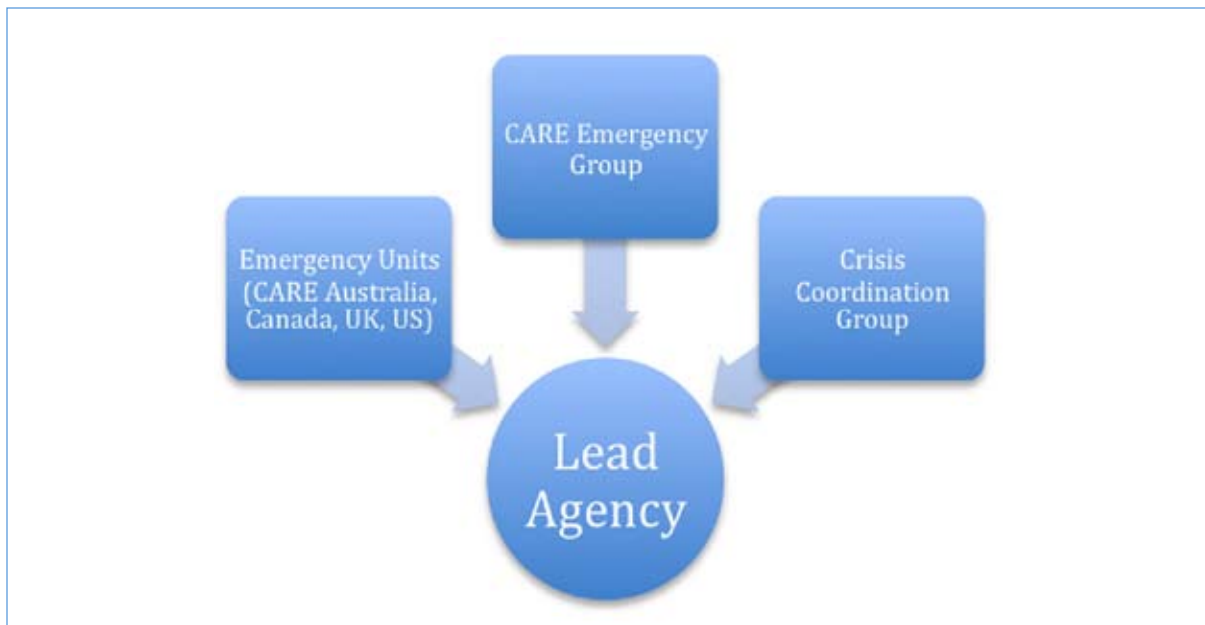 CARE Emergency
Group
Emergency Units
(CARE Australia,
Canada, UK, US)
Crisis
Coordination
Group
Lead
Agency